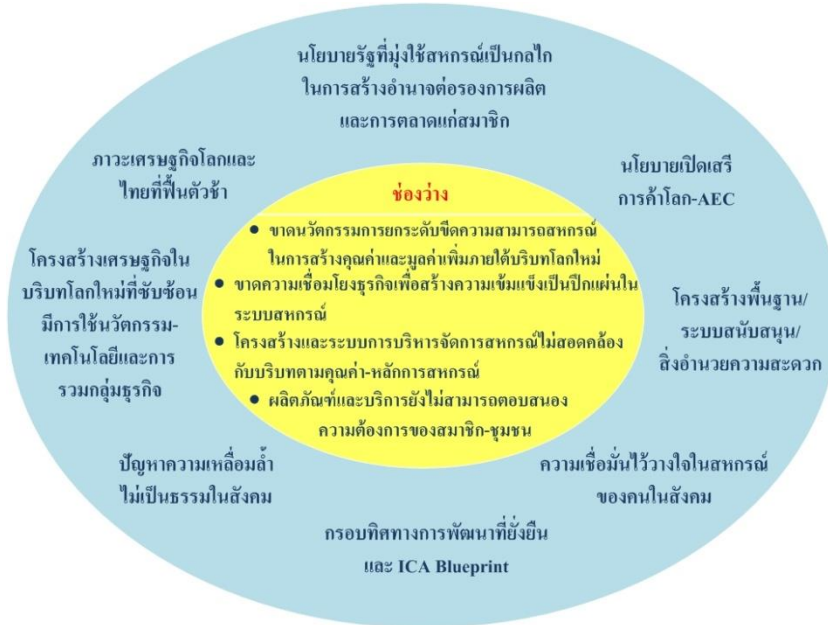 นโยบายรัฐที่มุ่งใช้สหกรณ์เป็นกลไก
ในการสร้างอำนาจต่อรองการผลิต
และการตลาดแก่สมาชิก
ภาวะเศรษฐกิจโลกและ
ไทยที่ฟื้นตัวช้า
นโยบายเปิดเสรี
การค้าโลก-AEC
ช่องว่าง
● ขาดนวัตกรรมการยกระดับขีดความสามารถสหกรณ์
ในการสร้างคุณค่าและมูลค่าเพิ่มภายใต้บริบทโลกใหม่
● ขาดความเชื่อมโยงธุรกิจเพื่อสร้างความเข้มแข็งเป็นปึกแผ่นใน
ระบบสหกรณ์
● โครงสร้างและระบบการบริหารจัดการสหกรณ์ไม่สอดคล้อง
กับบริบทตามคุณค่า-หลักการสหกรณ์
● ผลิตภัณฑ์และบริการยังไม่สามารถตอบสนอง
ความต้องการของสมาชิก-ชุมชน
โครงสร้างเศรษฐกิจใน
บริบทโลกใหม่ที่ซับซ้อน
มีการใช้นวัตกรรม-
เทคโนโลยีและการ
รวมกลุ่มธุรกิจ
โครงสร้างพื้นฐาน/
ระบบสนับสนุน/
สิ่งอำนวยความสะดวก
ปัญหาความเหลื่อมล้ำ
ไม่เป็นธรรมในสังคม
ความเชื่อมั่นไว้วางใจในสหกรณ์
ของคนในสังคม
กรอบทิศทางการพัฒนาที่ยั่งยืน
และ ICA Blueprint